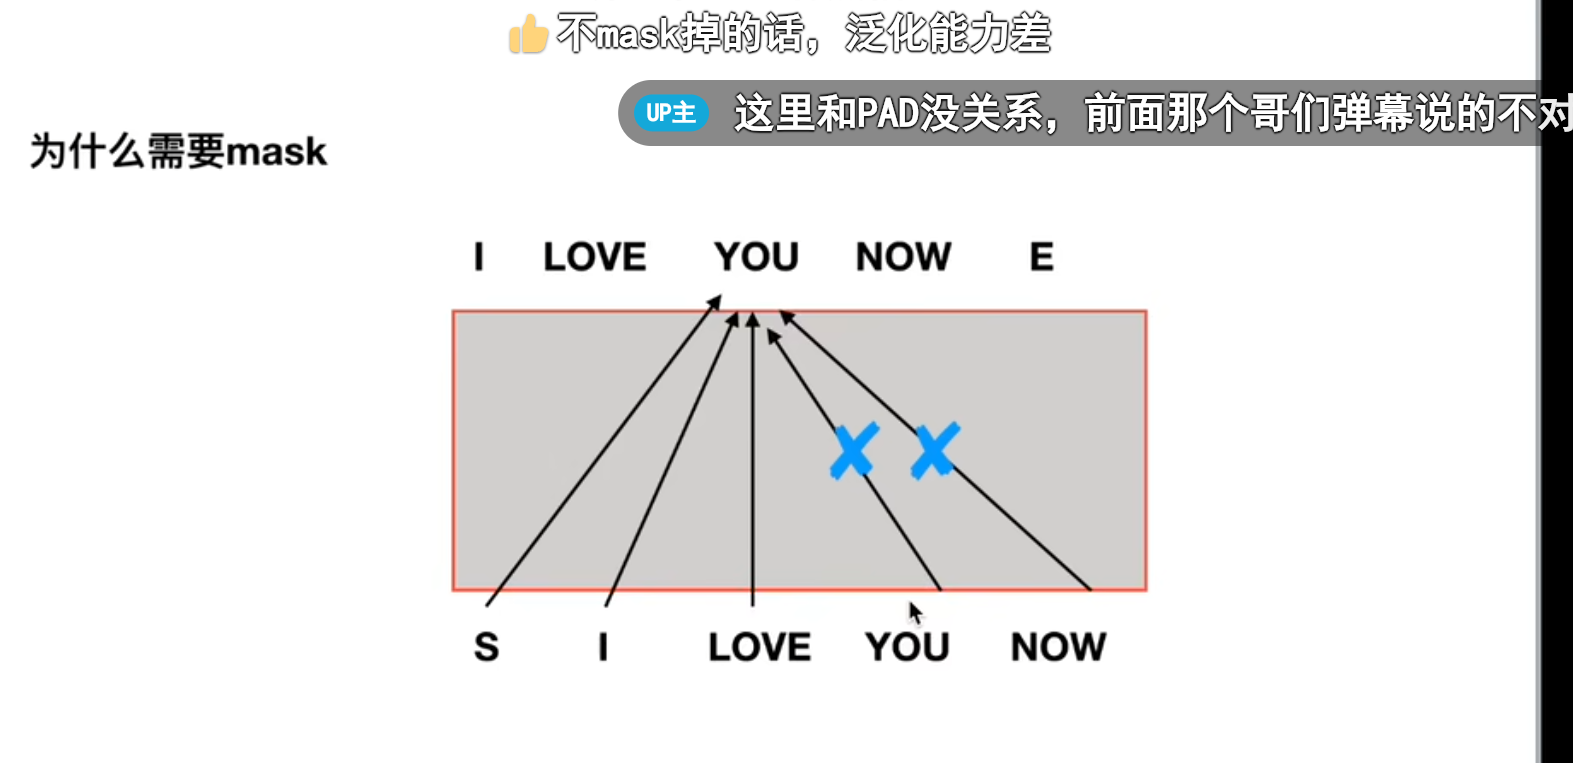 不mask掉的话，泛化能力差
UP主 这里和PAD没关系，前面那个哥们弹幕说的不对
为什么需要mask
I LOVE YOU NOW E
S I LOVE YOU NOW